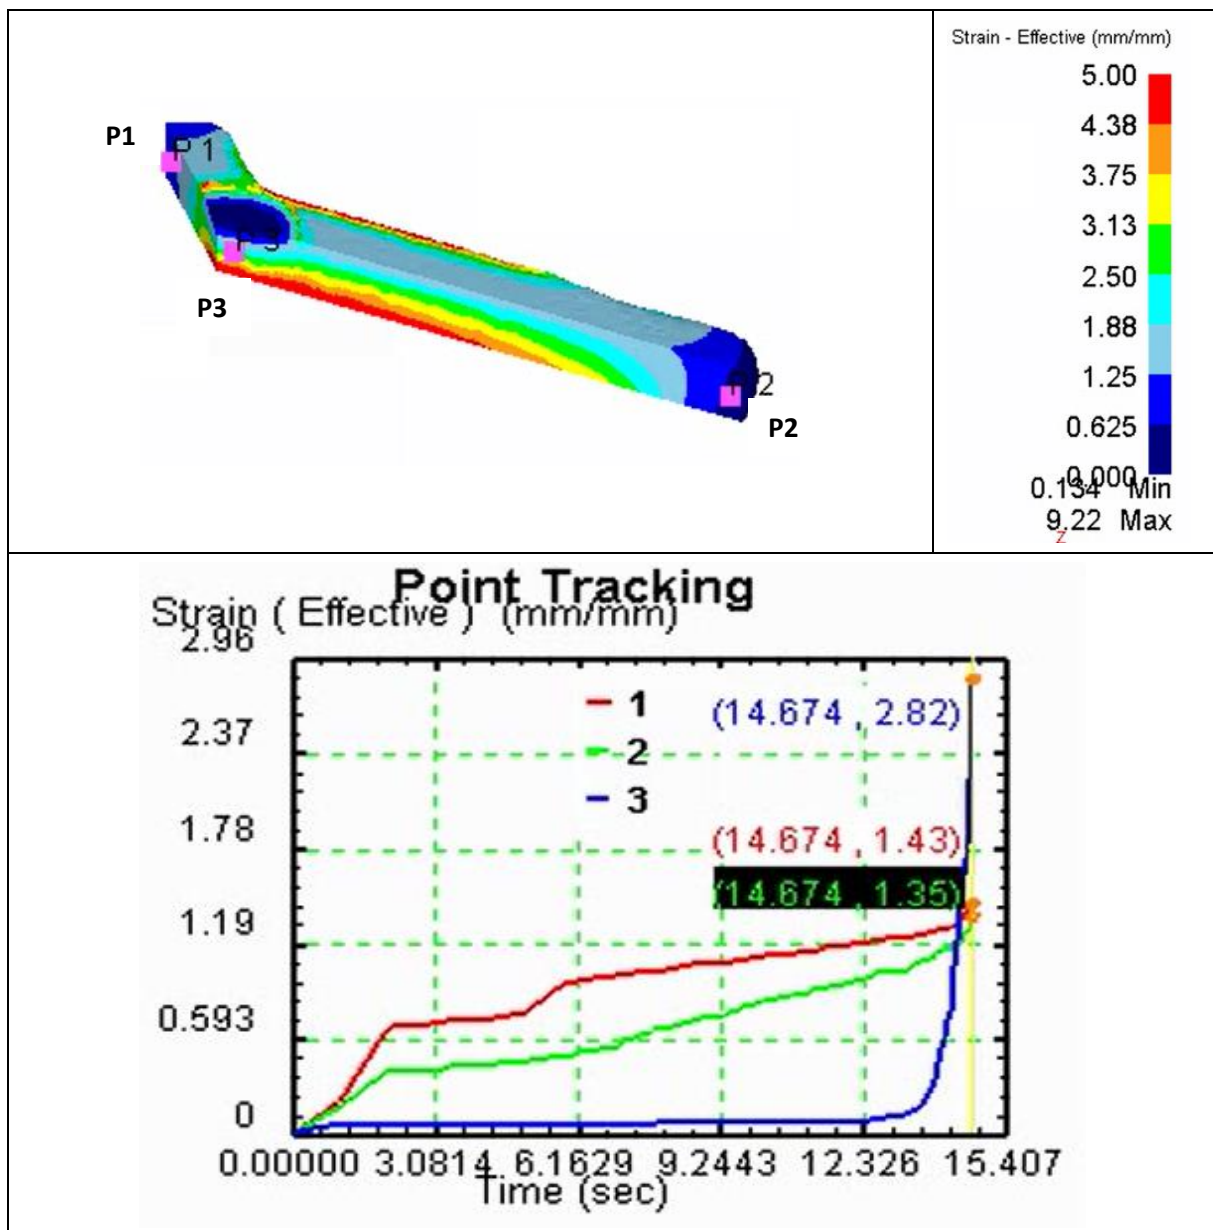 Strain - Effective (mm/mm)
5.00
4.38
3.75
3.13
2.50
1.88
1.25
0.625
0.000
0.134 Min
9.22 Max
Z
P1
P 1
P 3
P3
P 2
P2
Point Tracking
Strain ( Effective ) (mm/mm)
2.96
2.37
1.78
1.19
0.593
0
1
2
3
(14.674 , 2.82)
(14.674 , 1.43)
(14.674 , 1.35)
0.00000 3.0814 6.1629 9.2443 12.326 15.407
Time (sec)